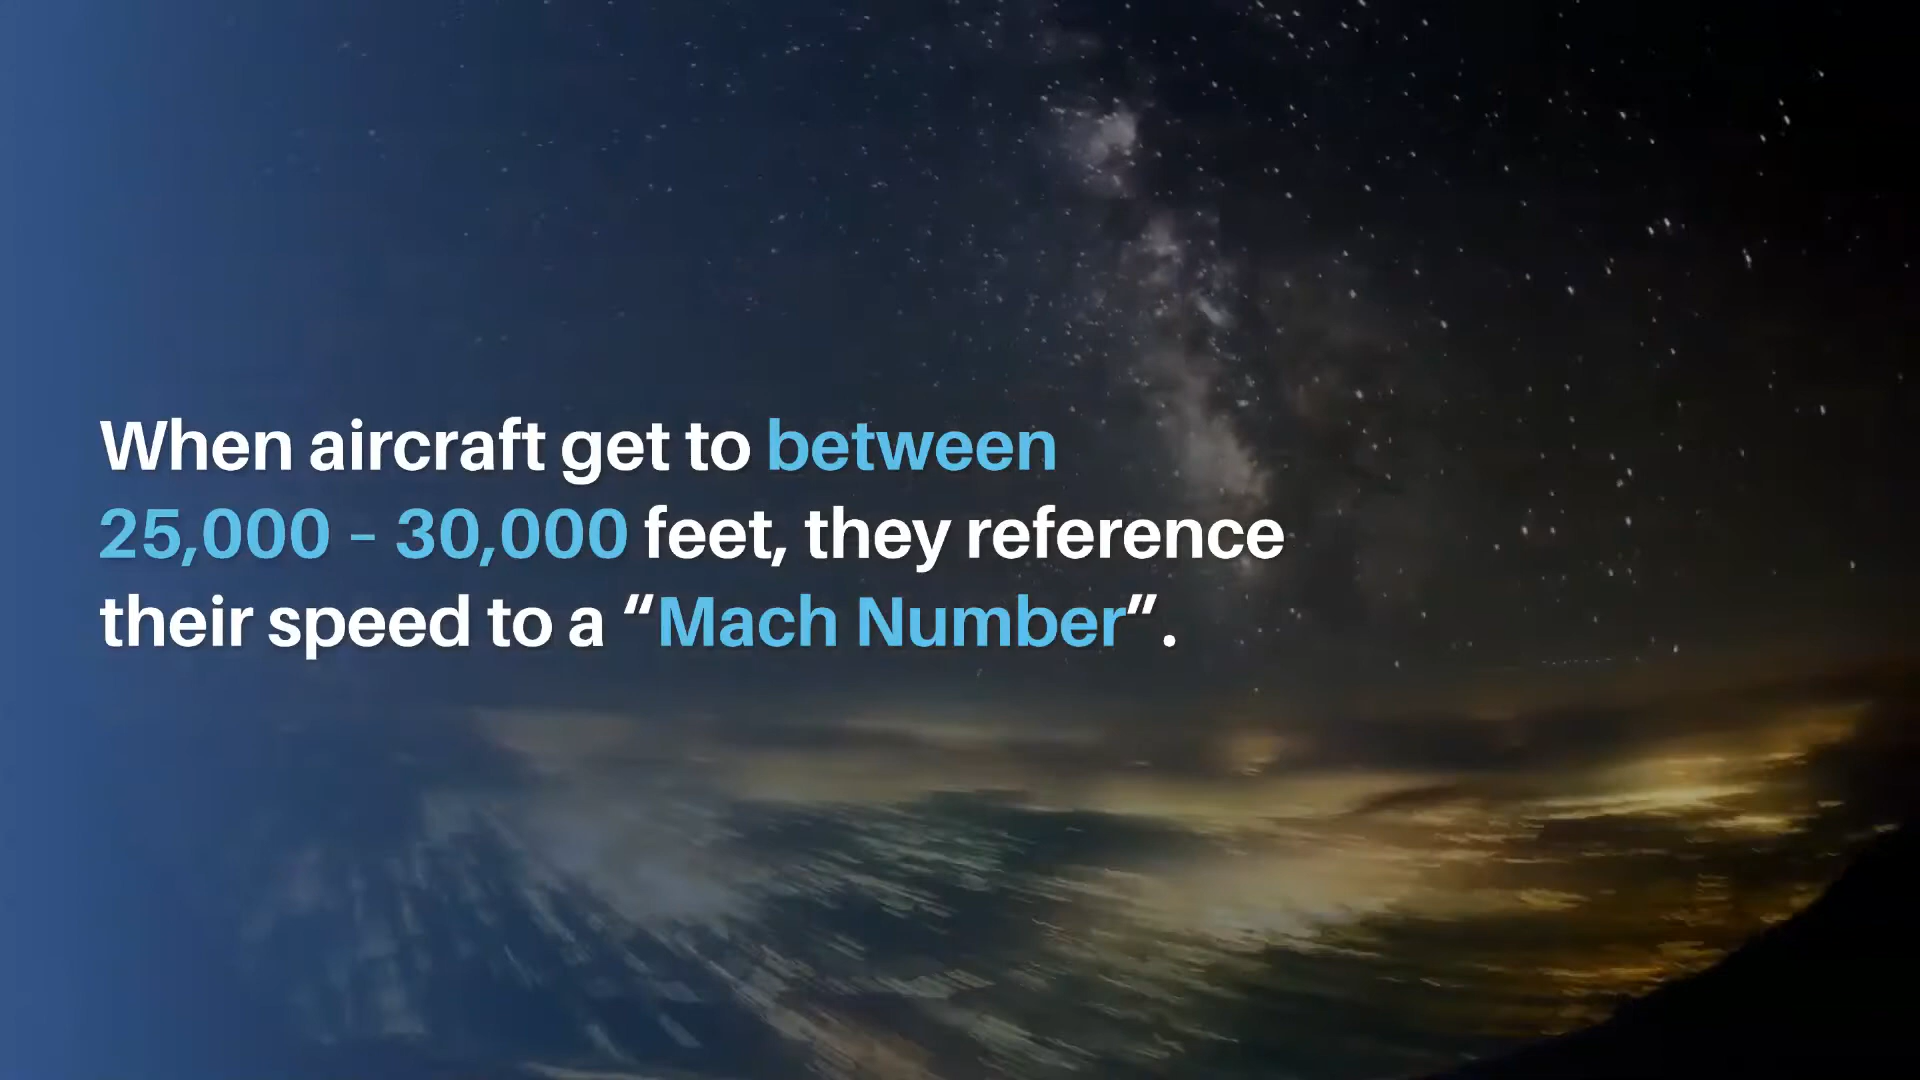 When aircraft get to between
25,000 – 30,000 feet, they reference
their speed to a “Mach Number”.